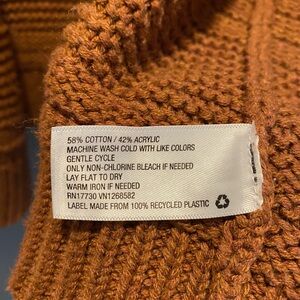 58% COTTON / 42% ACRYLIC
MACHINE WASH COLD WITH LIKE COLORS
GENTLE CYCLE
ONLY NON-CHLORINE BLEACH IF NEEDED
LAY FLAT TO DRY
WARM IRON IF NEEDED
RN17730 VN1268582
LABEL MADE FROM 100% RECYCLED PLASTIC